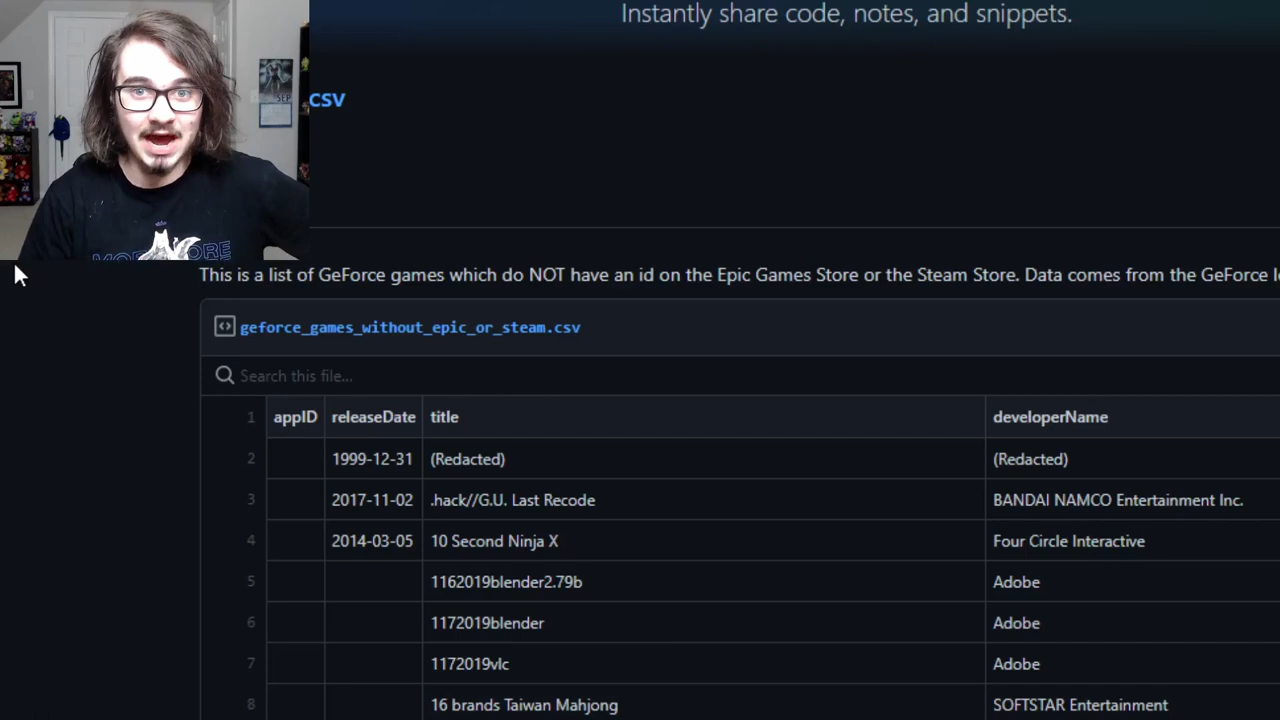 Instantly share code, notes, and snippets.
CSV
SEP
This is a list of GeForce games which do NOT have an id on the Epic Games Store or the Steam Store. Data comes from the GeForce
geforce_games_without_epic_or_steam.csv
Search this file...
1 appID releaseDate title developerName
2 1999-12-31 (Redacted) (Redacted)
3 2017-11-02 .hack//G.U. Last Recode BANDAI NAMCO Entertainment Inc.
4 2014-03-05 10 Second Ninja X Four Circle Interactive
5 1162019blender2.79b Adobe
6 1172019blender Adobe
7 1172019vlc Adobe
8 16 brands Taiwan Mahjong SOFTSTAR Entertainment